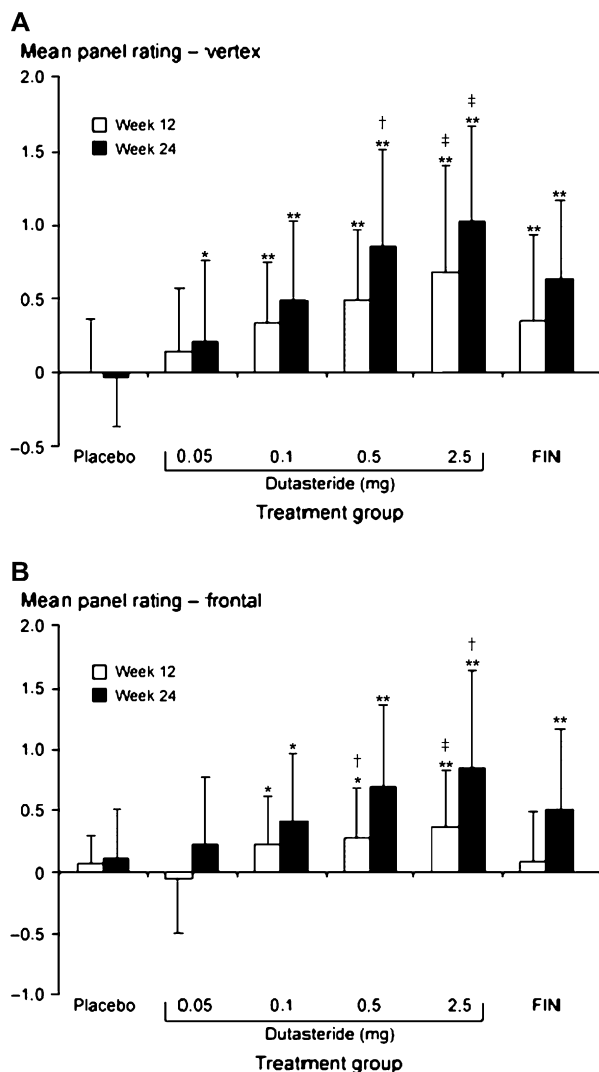 A
Mean panel rating – vertex
2.0
Week 12
Week 24
1.5
1.0
0.5
0
−0.5
† ‡ ‡
** ** **
* ** ** ** ** **
Placebo 0.05 0.1 0.5 2.5 FIN
Dutasteride (mg)
Treatment group
B
Mean panel rating – frontal
2.0
Week 12
Week 24
1.5
1.0
0.5
0
−0.5
−1.0
† ‡ †
* * * ** ** ** **
Placebo 0.05 0.1 0.5 2.5 FIN
Dutasteride (mg)
Treatment group